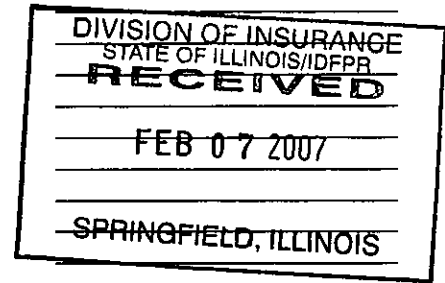 DIVISION OF INSURANCE
STATE OF ILLINOIS/IDFPR
RECEIVED
FEB 07 2007
SPRINGFIELD, ILLINOIS